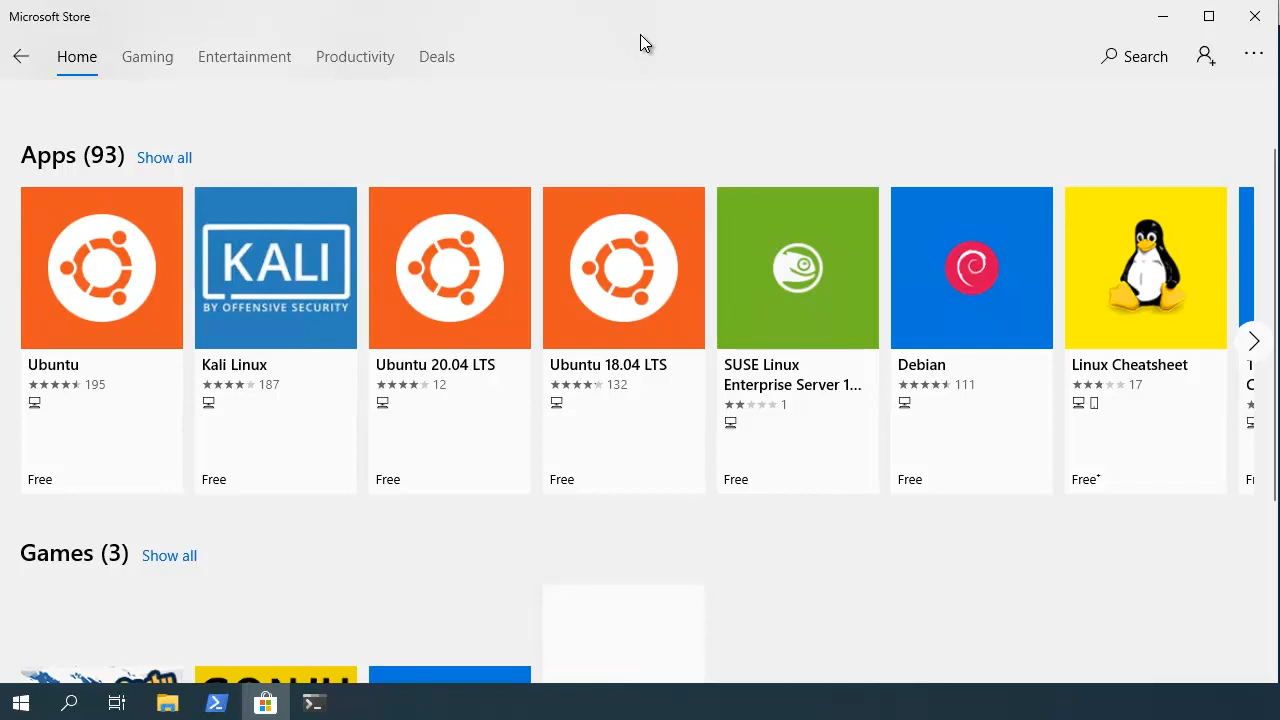 Microsoft Store
Home Gaming Entertainment Productivity Deals Search
Apps (93) Show all
KALI
BY OFFENSIVE SECURITY
Ubuntu
195
Free
Kali Linux
187
Free
Ubuntu 20.04 LTS
12
Free
Ubuntu 18.04 LTS
132
Free
SUSE Linux
Enterprise Server 1...
1
Free
Debian
111
Free
Linux Cheatsheet
17
Free+
Games (3) Show all